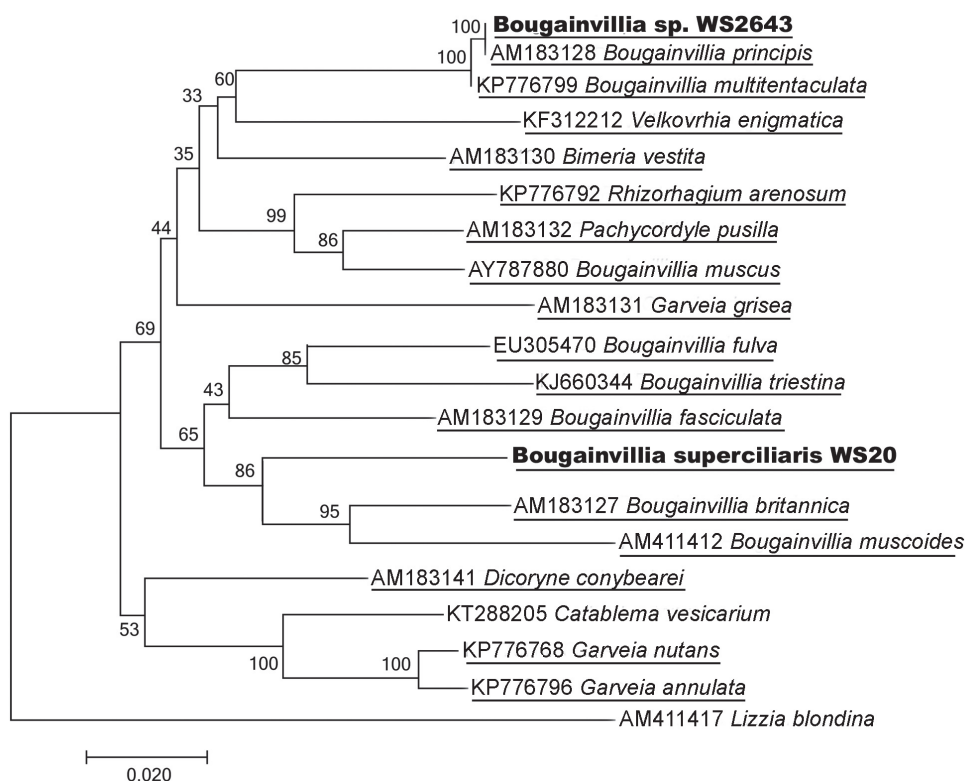 100 Bougainvillia sp. WS2643
100 AM183128 Bougainvillia principis
KP776799 Bougainvillia multitentaculata
60
33
KF312212 Velkovrhia enigmatica
35 AM183130 Bimeria vestita
KP776792 Rhizorhagium arenosum
99
44 86 AM183132 Pachycordyle pusilla
AY787880 Bougainvillia muscus
AM183131 Garveia grisea
69
85 EU305470 Bougainvillia fulva
43 KJ660344 Bougainvillia triestina
AM183129 Bougainvillia fasciculata
65
86 Bougainvillia superciliaris WS20
95 AM183127 Bougainvillia britannica
AM411412 Bougainvillia muscoides
AM183141 Dicoryne conybearei
53 KT288205 Catablema vesicarium
100 100 KP776768 Garveia nutans
KP776796 Garveia annulata
AM411417 Lizzia blondina
0.020